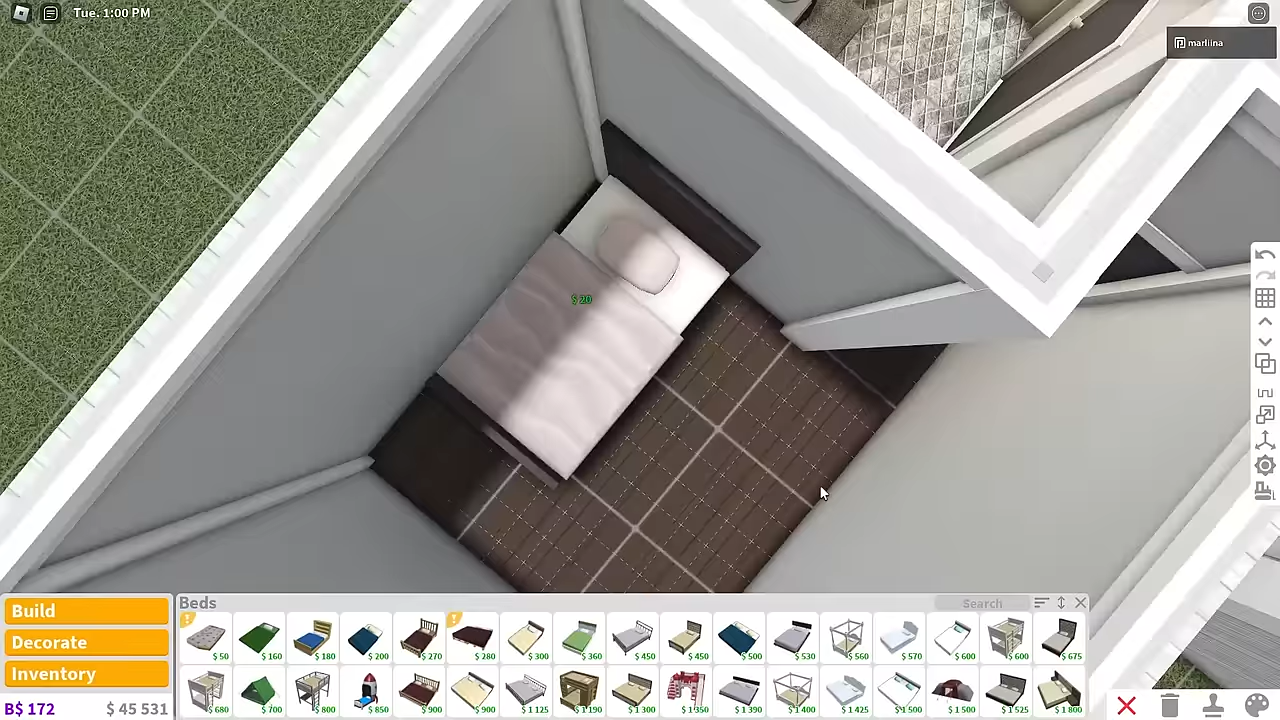 Tue. 1:00 PM
marliina
$ 20
Beds
Search
Build
Decorate
Inventory
B$ 172
$ 45 531
$ 50
$ 160
$ 180
$ 200
$ 270
$ 280
$ 300
$ 360
$ 450
$ 450
$ 500
$ 530
$ 560
$ 570
$ 600
$ 600
$ 675
$ 680
$ 700
$ 800
$ 850
$ 900
$ 900
$ 1 125
$ 1 190
$ 1 300
$ 1 350
$ 1 390
$ 1 400
$ 1 425
$ 1 500
$ 1 500
$ 1 525
$ 1 800